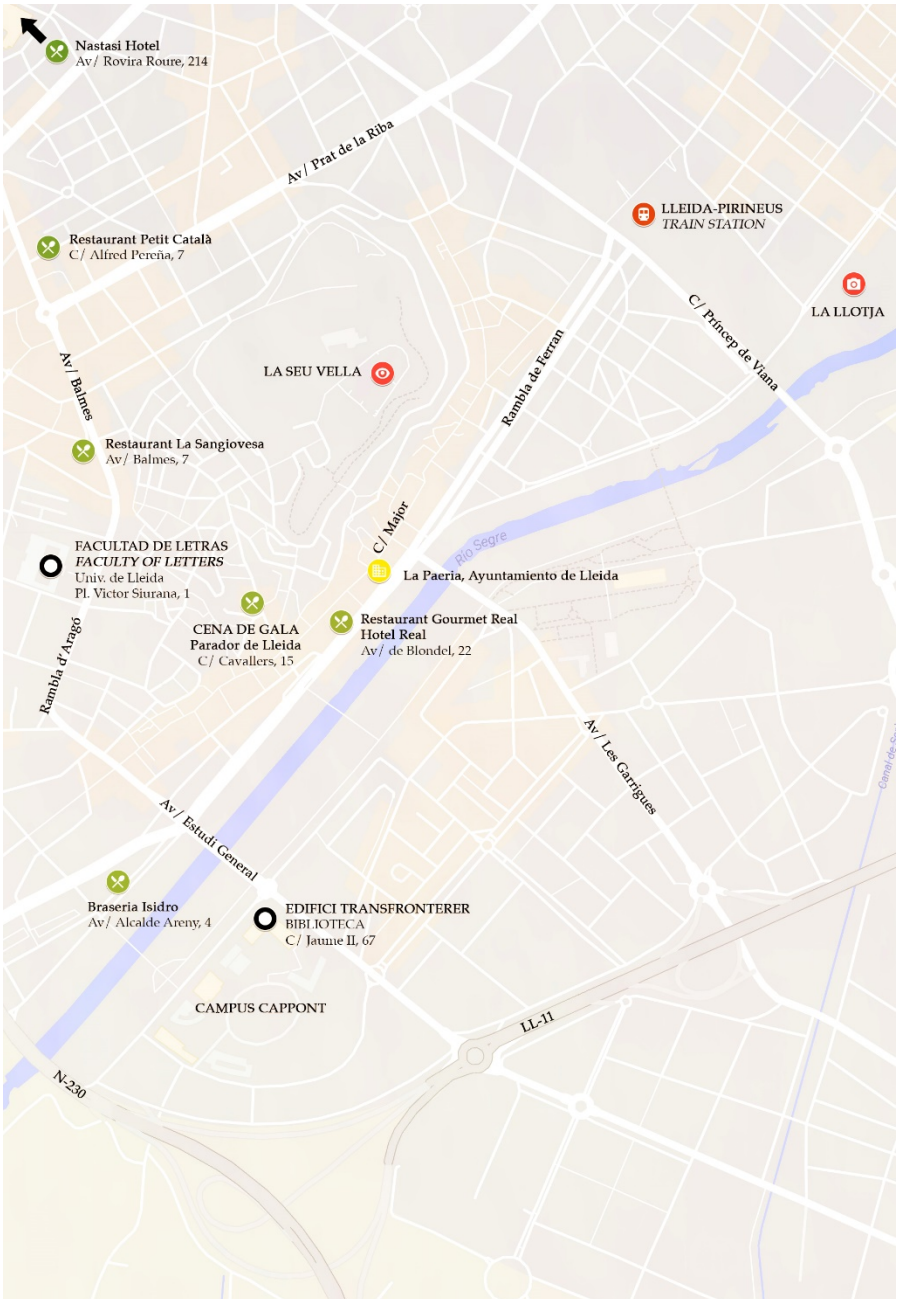 Nastasi Hotel
Av/ Rovira Roure, 214
Av/ Prat de la Riba
LLEIDA-PIRINEUS
TRAIN STATION
Restaurant Petit Català
C/ Alfred Pereña, 7
LA LLOTJA
C/ Príncep de Viana
Rambla de Ferran
Av/ Balmes
LA SEU VELLA
Restaurant La Sangiovesa
Av/ Balmes, 7
C/ Major
Río Segre
FACULTAD DE LETRAS
FACULTY OF LETTERS
Univ. de Lleida
Pl. Victor Siurana, 1
La Paeria, Ayuntamiento de Lleida
CENA DE GALA
Parador de Lleida
C/ Cavallers, 15
Restaurant Gourmet Real
Hotel Real
Av/ de Blondel, 22
Rambla d'Aragó
Av/ Les Garrigues
Canal de
Av/ Estudi General
Braseria Isidro
Av/ Alcalde Areny, 4
EDIFICI TRANSFRONTERER
BIBLIOTECA
C/ Jaume II, 67
CAMPUS CAPPONT
LL-11
N-230